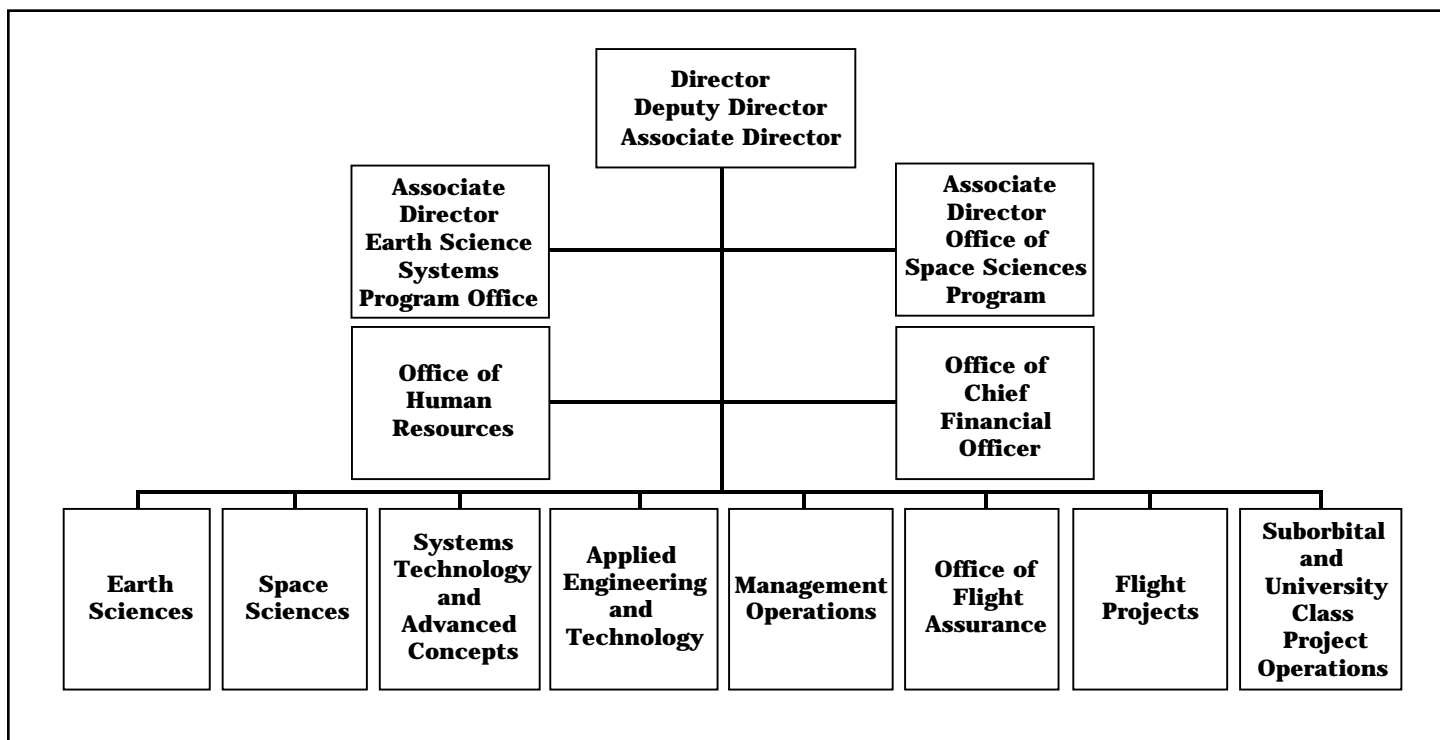 Director
Deputy Director
Associate Director
Associate
Director
Earth Science
Systems
Program Office
Associate
Director
Office of
Space Sciences
Program
Office of
Human
Resources
Office of
Chief
Financial
Officer
Earth
Sciences
Space
Sciences
Systems
Technology
and
Advanced
Concepts
Applied
Engineering
and
Technology
Management
Operations
Office of
Flight
Assurance
Flight
Projects
Suborbital
and
University
Class
Project
Operations